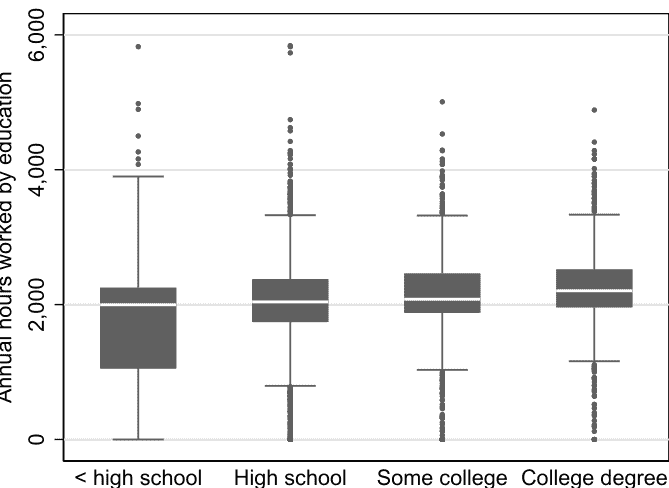 Annual hours worked by education
6,000
4,000
2,000
0
< high school
High school
Some college
College degree